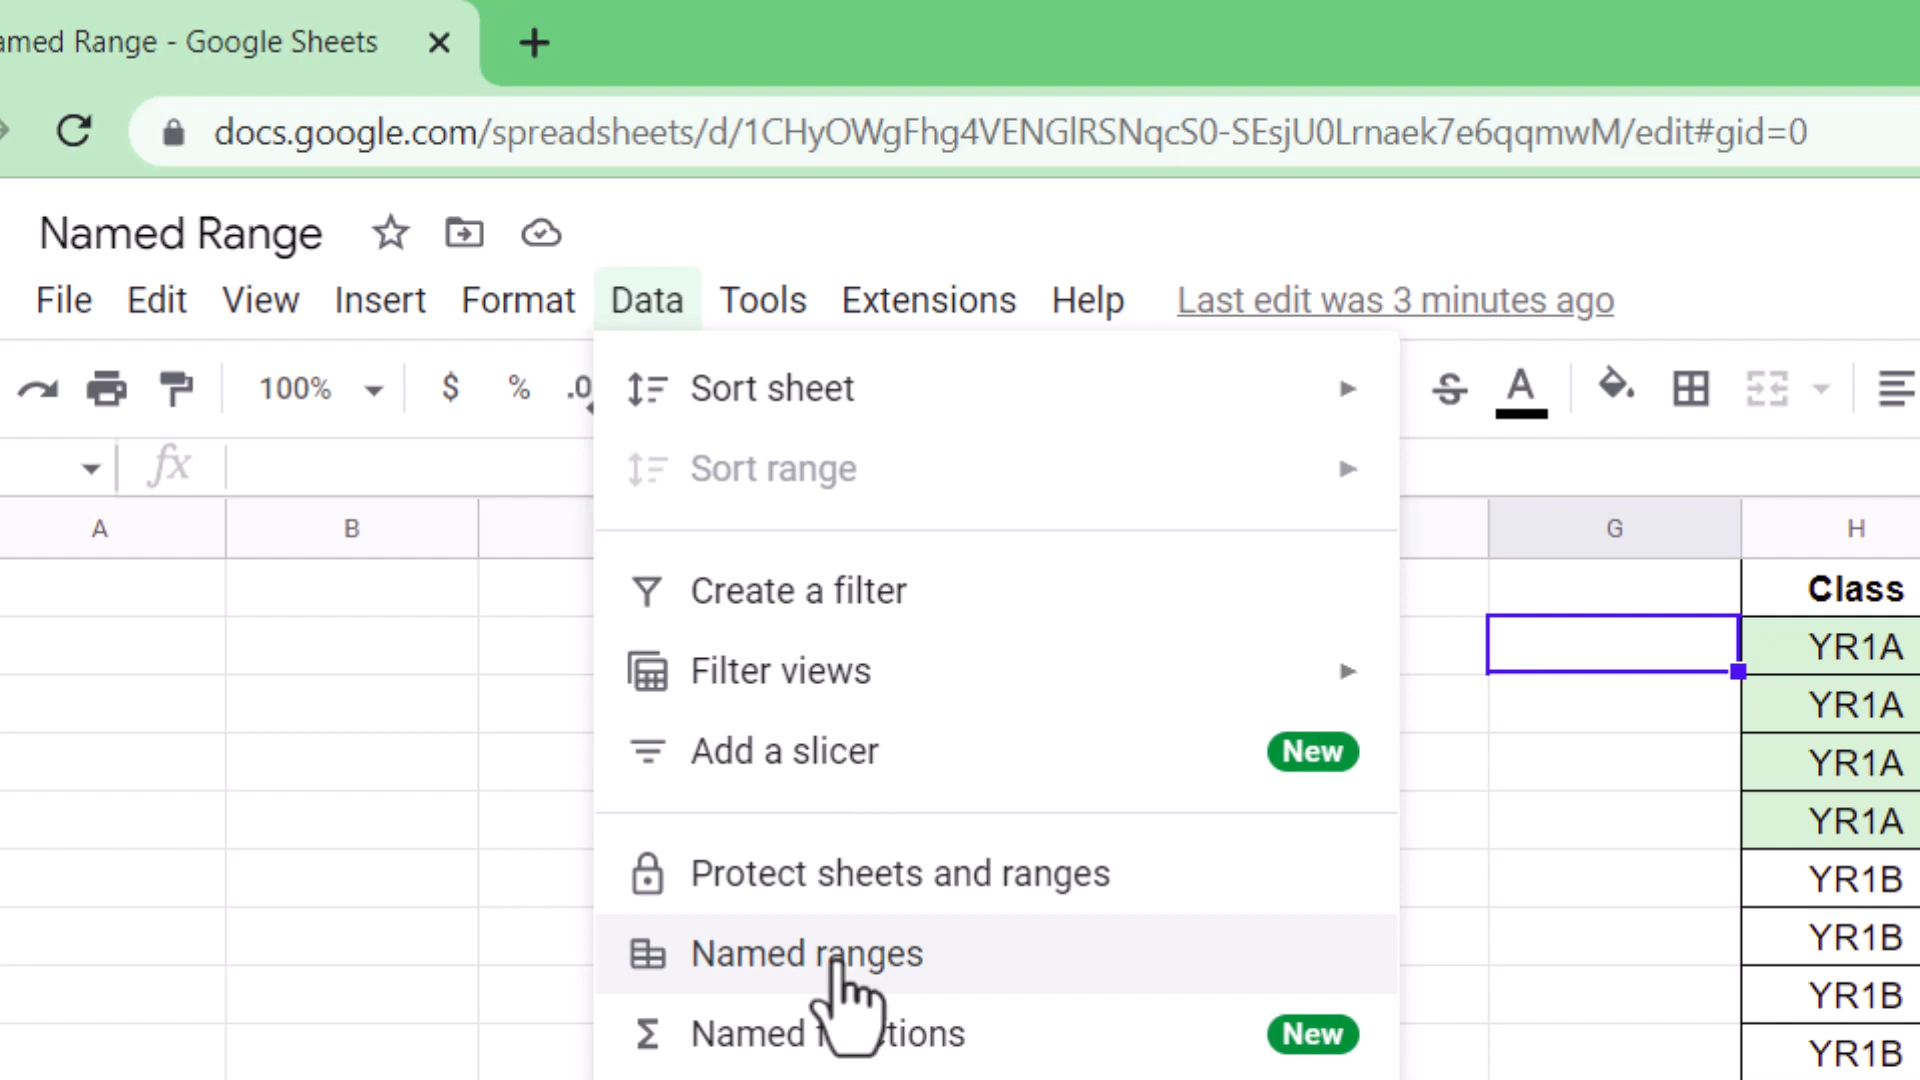 amed Range - Google Sheets
docs.google.com/spreadsheets/d/1CHyOWgFhg4VENGlRSNqcS0-SEsjU0Lrnaek7e6qqmwM/edit#gid=0
Named Range
File Edit View Insert Format Data Tools Extensions Help Last edit was 3 minutes ago
100% $ % .0 A
Sort sheet
Sort range
fx
A B G H
Class
Create a filter
YR1A
Filter views
YR1A
Add a slicer New
YR1A
YR1A
Protect sheets and ranges
YR1B
Named ranges
YR1B
YR1B
Named New
YR1B